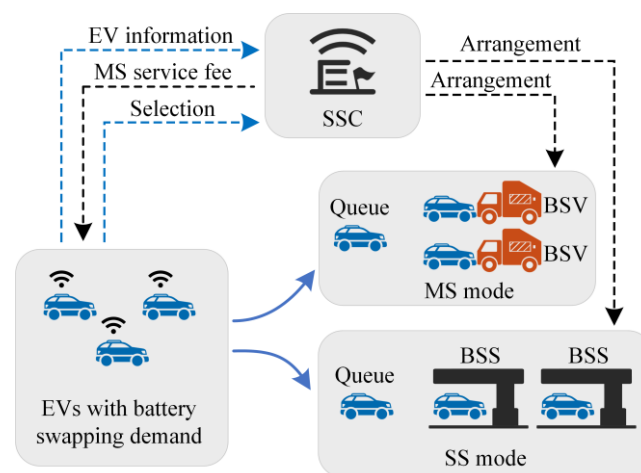 EV information
MS service fee
Selection
SSC
Arrangement
Arrangement
Queue
BSV
BSV
MS mode
EVs with battery
swapping demand
Queue
BSS
BSS
SS mode